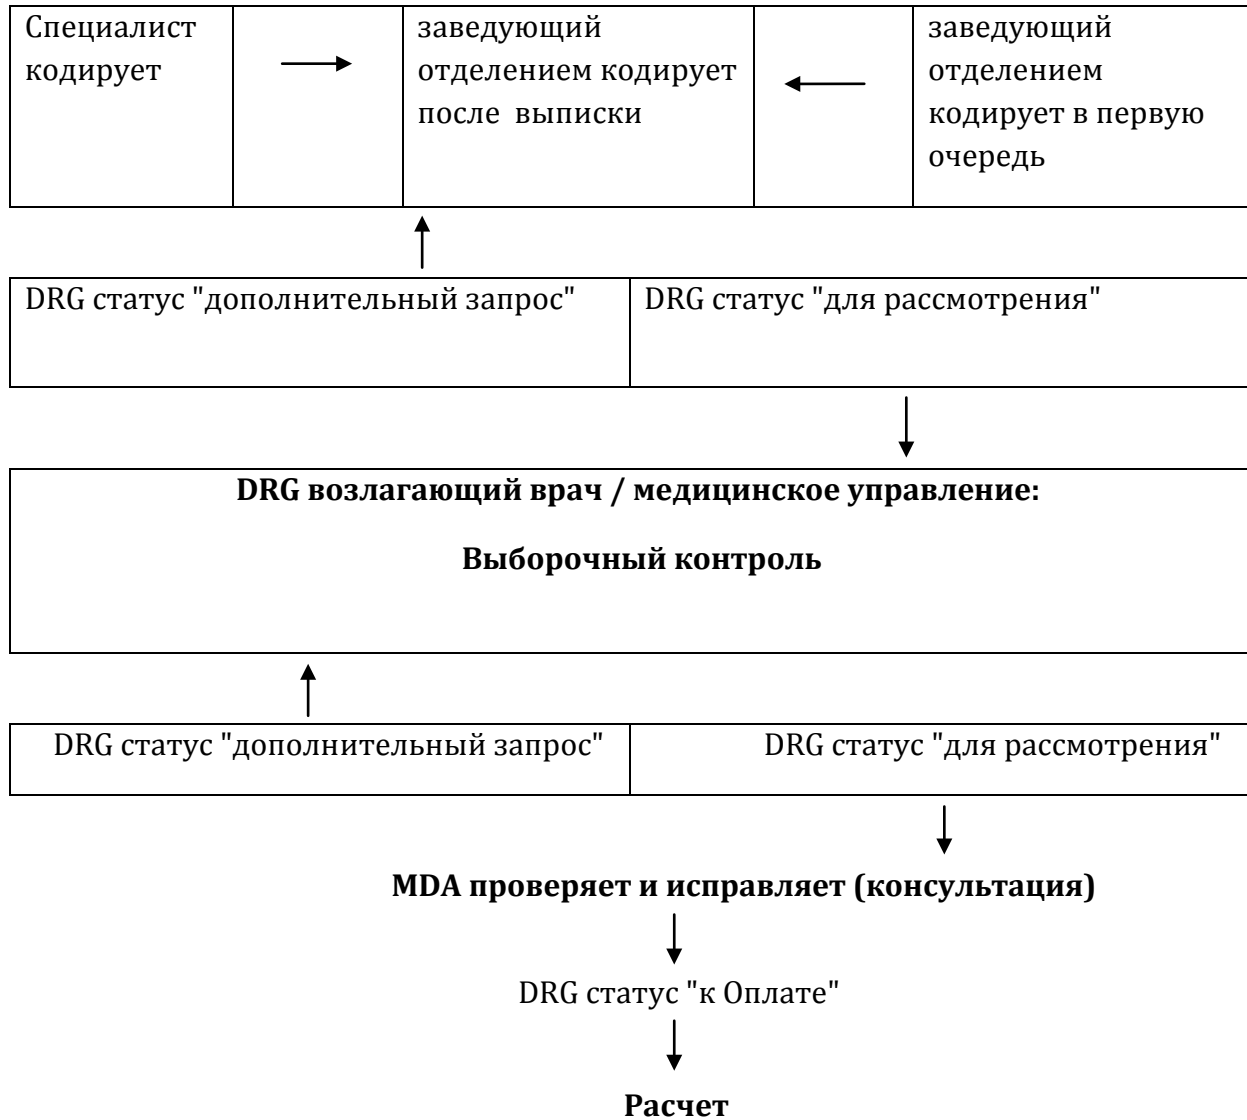 Специалист
кодирует
заведующий
отделением кодирует
после выписки
заведующий
отделением
кодирует в первую
очередь
DRG статус "дополнительный запрос"
DRG статус "для рассмотрения"
DRG возлагающий врач / медицинское управление:
Выборочный контроль
DRG статус "дополнительный запрос"
DRG статус "для рассмотрения"
MDA проверяет и исправляет (консультация)
DRG статус "к Оплате"
Расчет